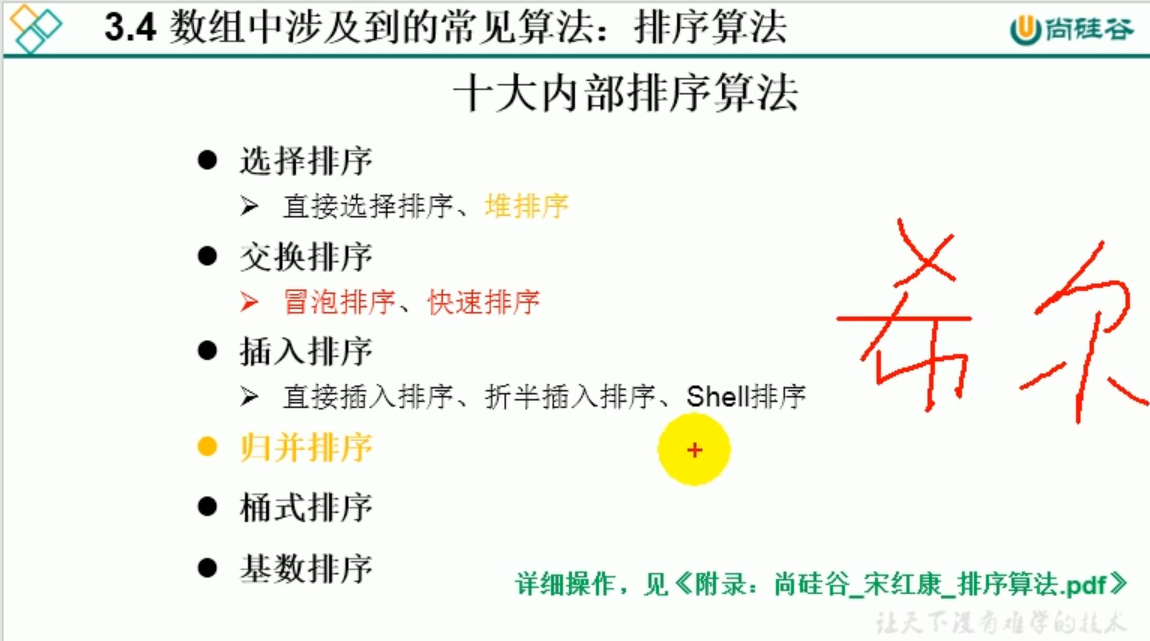 3.4 数组中涉及到的常见算法：排序算法
尚硅谷
十大内部排序算法
选择排序
直接选择排序、堆排序
交换排序
冒泡排序、快速排序
插入排序
直接插入排序、折半插入排序、Shell排序
希尔
归并排序
桶式排序
基数排序
详细操作，见《附录：尚硅谷_宋红康_排序算法.pdf》
让天下没有难学的技术